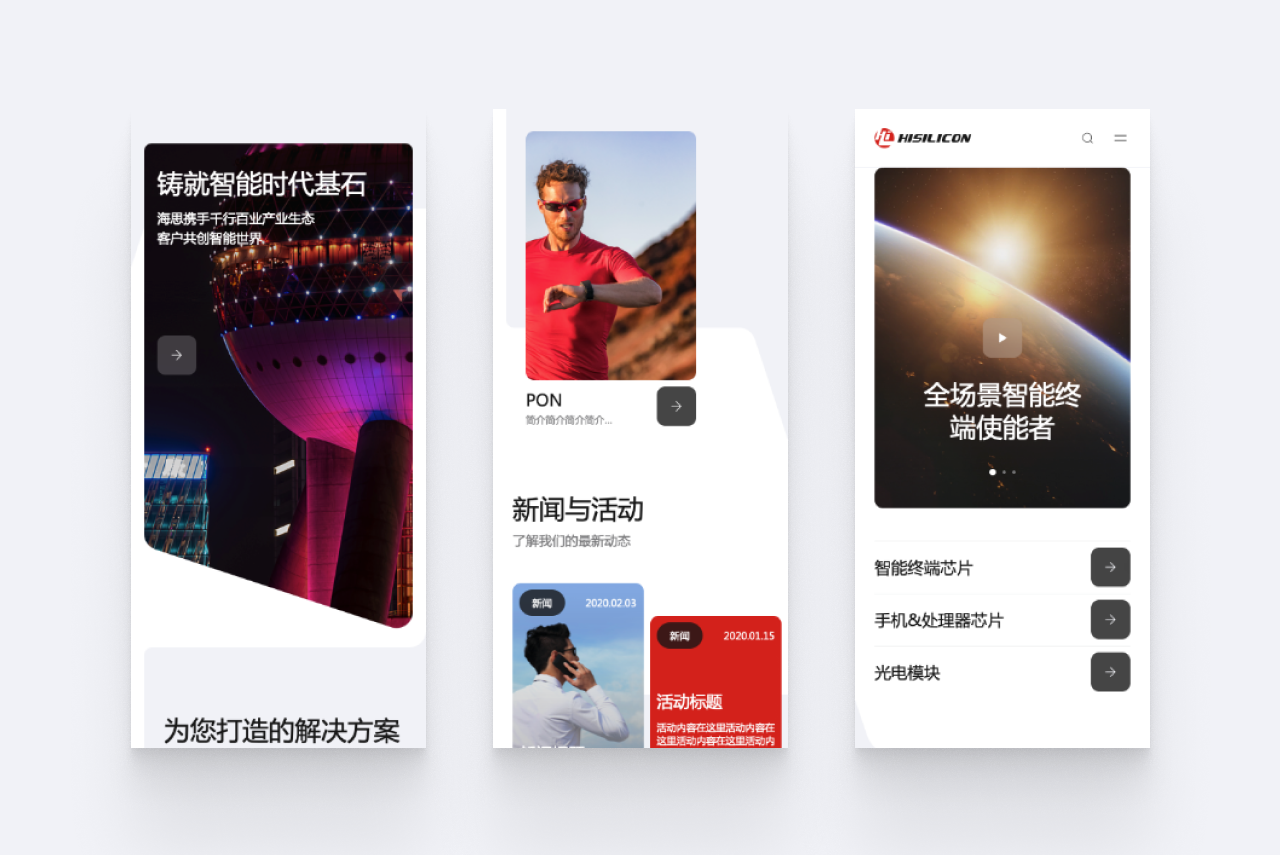 铸就智能时代基石
海思携手千行百业产业生态
客户共创智能世界
为您打造的解决方案
PON
简介简介简介简介...
新闻与活动
了解我们的最新动态
新闻 2020.02.03
新闻 2020.01.15
活动标题
活动内容在这里活动内容在
这里活动内容在这里活动内
HISILICON
全场景智能终
端使能者
智能终端芯片
手机&处理器芯片
光电模块